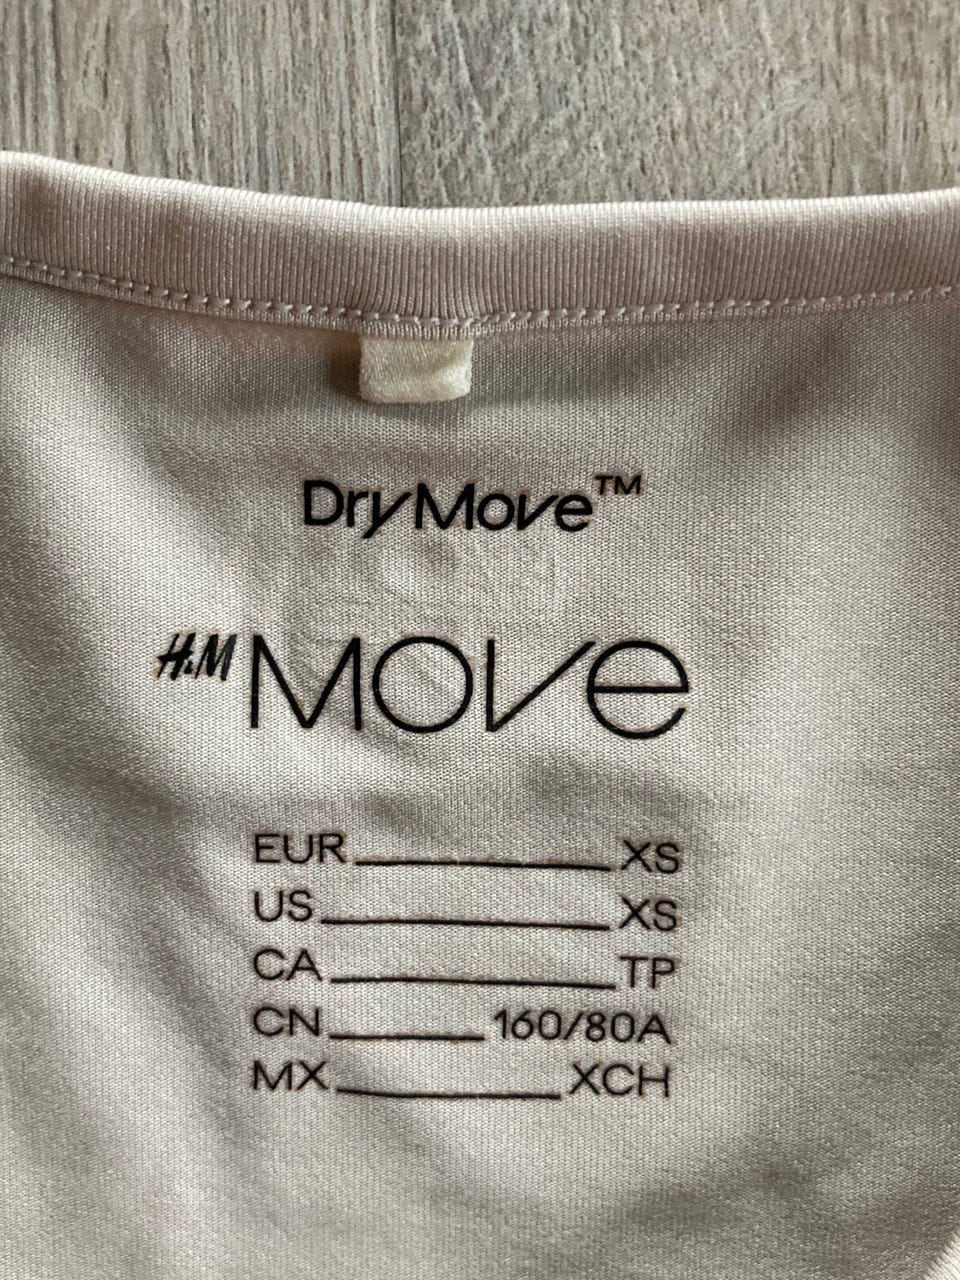 DryMove™
H&M MOVE
EUR XS
US XS
CA TP
CN 160/80A
MX XCH